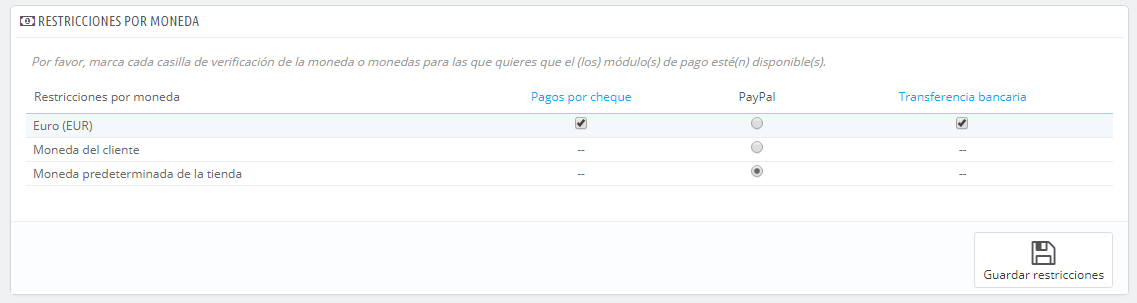 RESTRICCIONES POR MONEDA
Por favor, marca cada casilla de verificación de la moneda o monedas para las que quieres que el (los) módulo(s) de pago esté(n) disponible(s).
Restricciones por moneda Pagos por cheque PayPal Transferencia bancaria
Euro (EUR)
Moneda del cliente -- --
Moneda predeterminada de la tienda -- --
Guardar restricciones